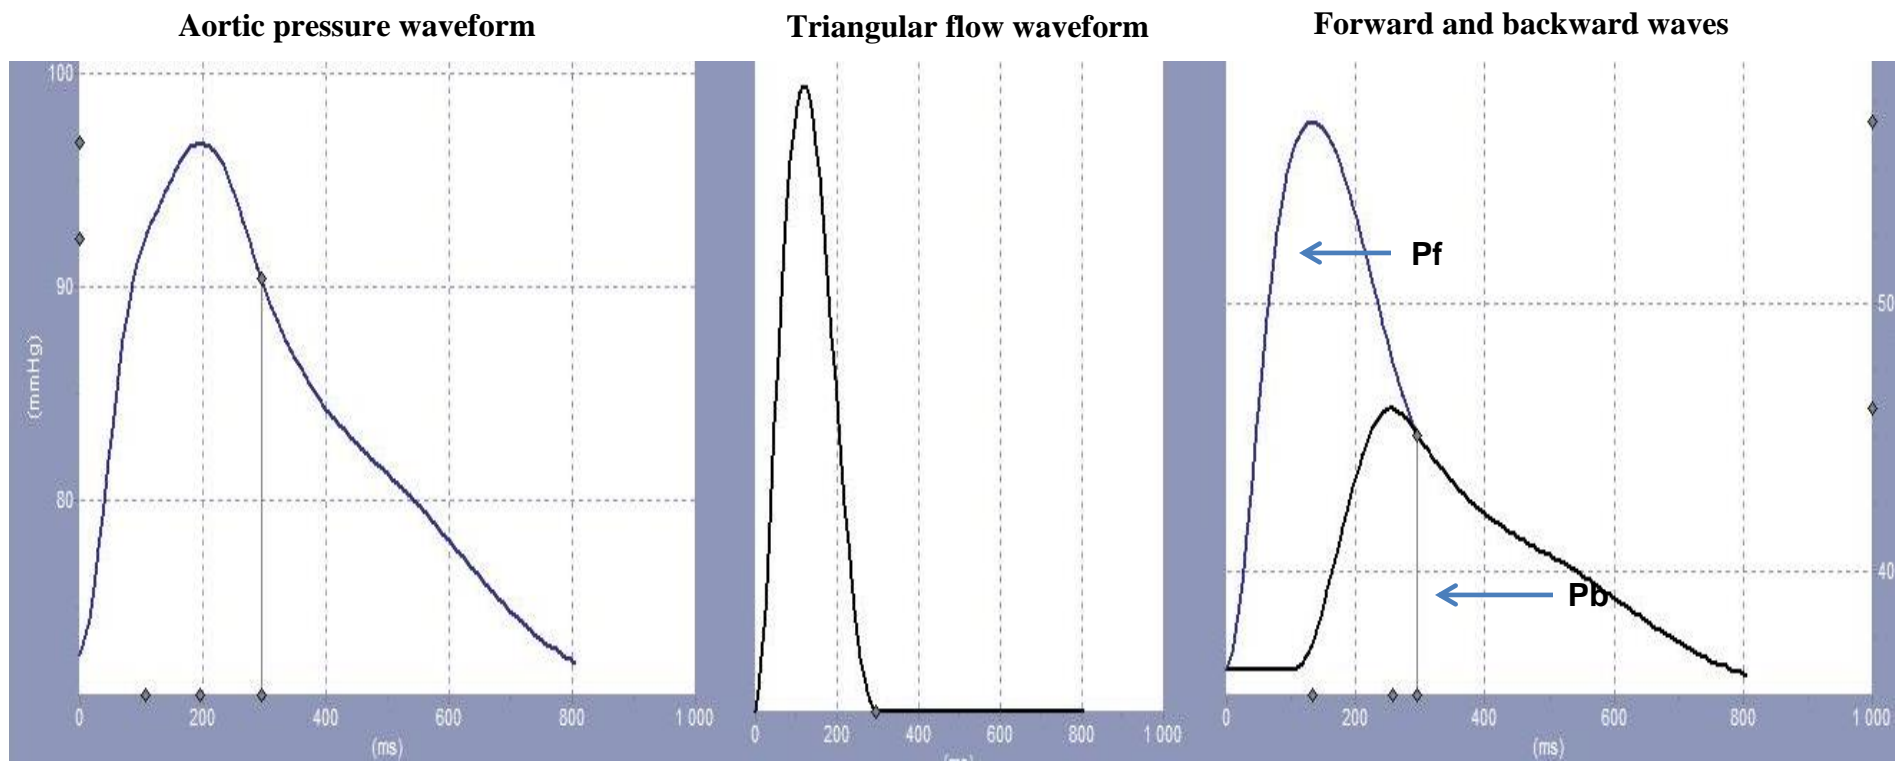 Aortic pressure waveform
Triangular flow waveform
Forward and backward waves
100
90
80
(mmHg)
0 200 400 600 800 1 000
(ms)
0 200 400 600 800 1 000
Pf
Pb
50
40
0 200 400 600 800 1 000
(ms)